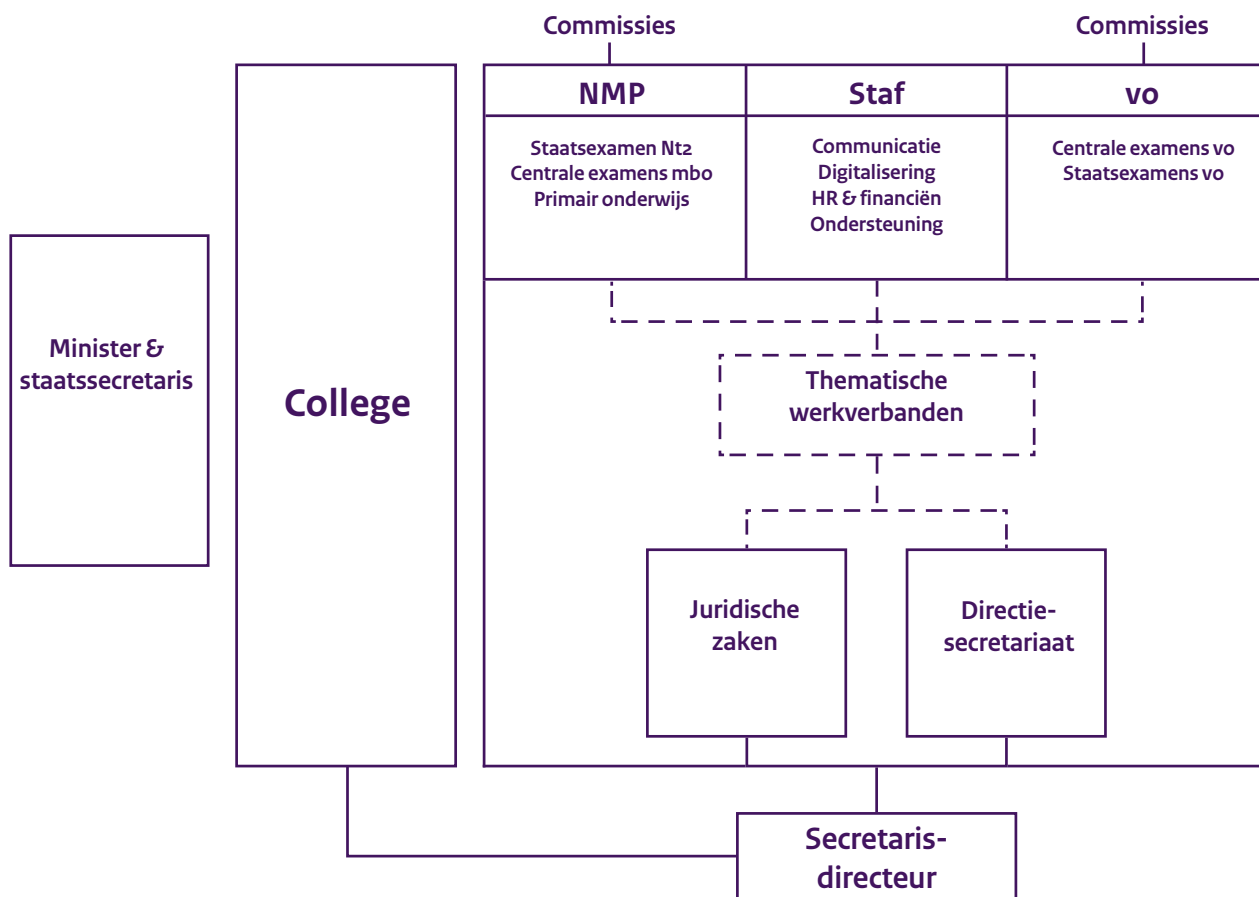 Commissies
Commissies
NMP
Staf
vo
Staatsexamen Nt2
Centrale examens mbo
Primair onderwijs
Communicatie
Digitalisering
HR & financiën
Ondersteuning
Centrale examens vo
Staatsexamens vo
Minister &
staatssecretaris
College
Thematische
werkverbanden
Juridische
zaken
Directie-
secretariaat
Secretaris-
directeur